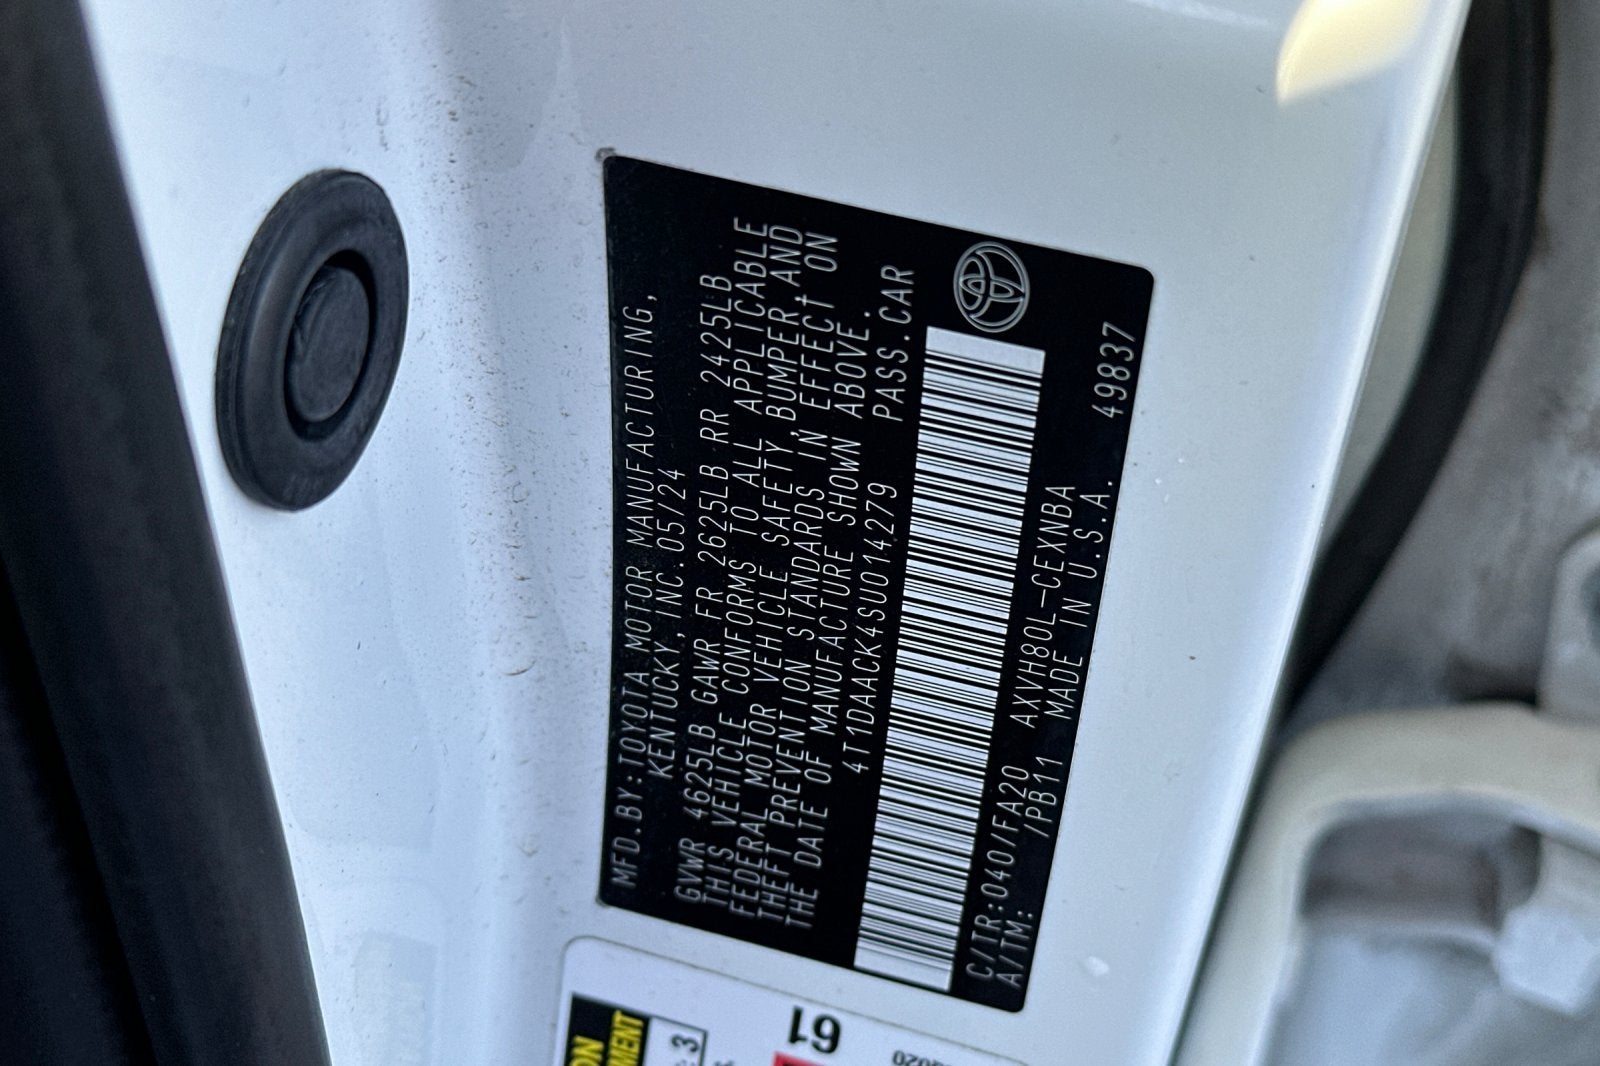 MFD.BY:TOYOTA MOTOR MANUFACTURING,
KENTUCKY,INC.05/24
GVWR 4625LB GAWR FR 2625LB RR 2425LB
THIS VEHICLE CONFORMS TO ALL APPLICABLE
FEDERAL MOTOR VEHICLE SAFETY,BUMPER,AND
THEFT PREVENTION STANDARDS IN EFFECT ON
THE DATE OF MANUFACTURE SHOWN ABOVE.
4T1DAACK4SU014279 PASS.CAR
C/TR:040/FA20 AXVH80L-CEXNBA 49837
A/TM: /PB11 MADE IN U.S.A.
61
2020
3